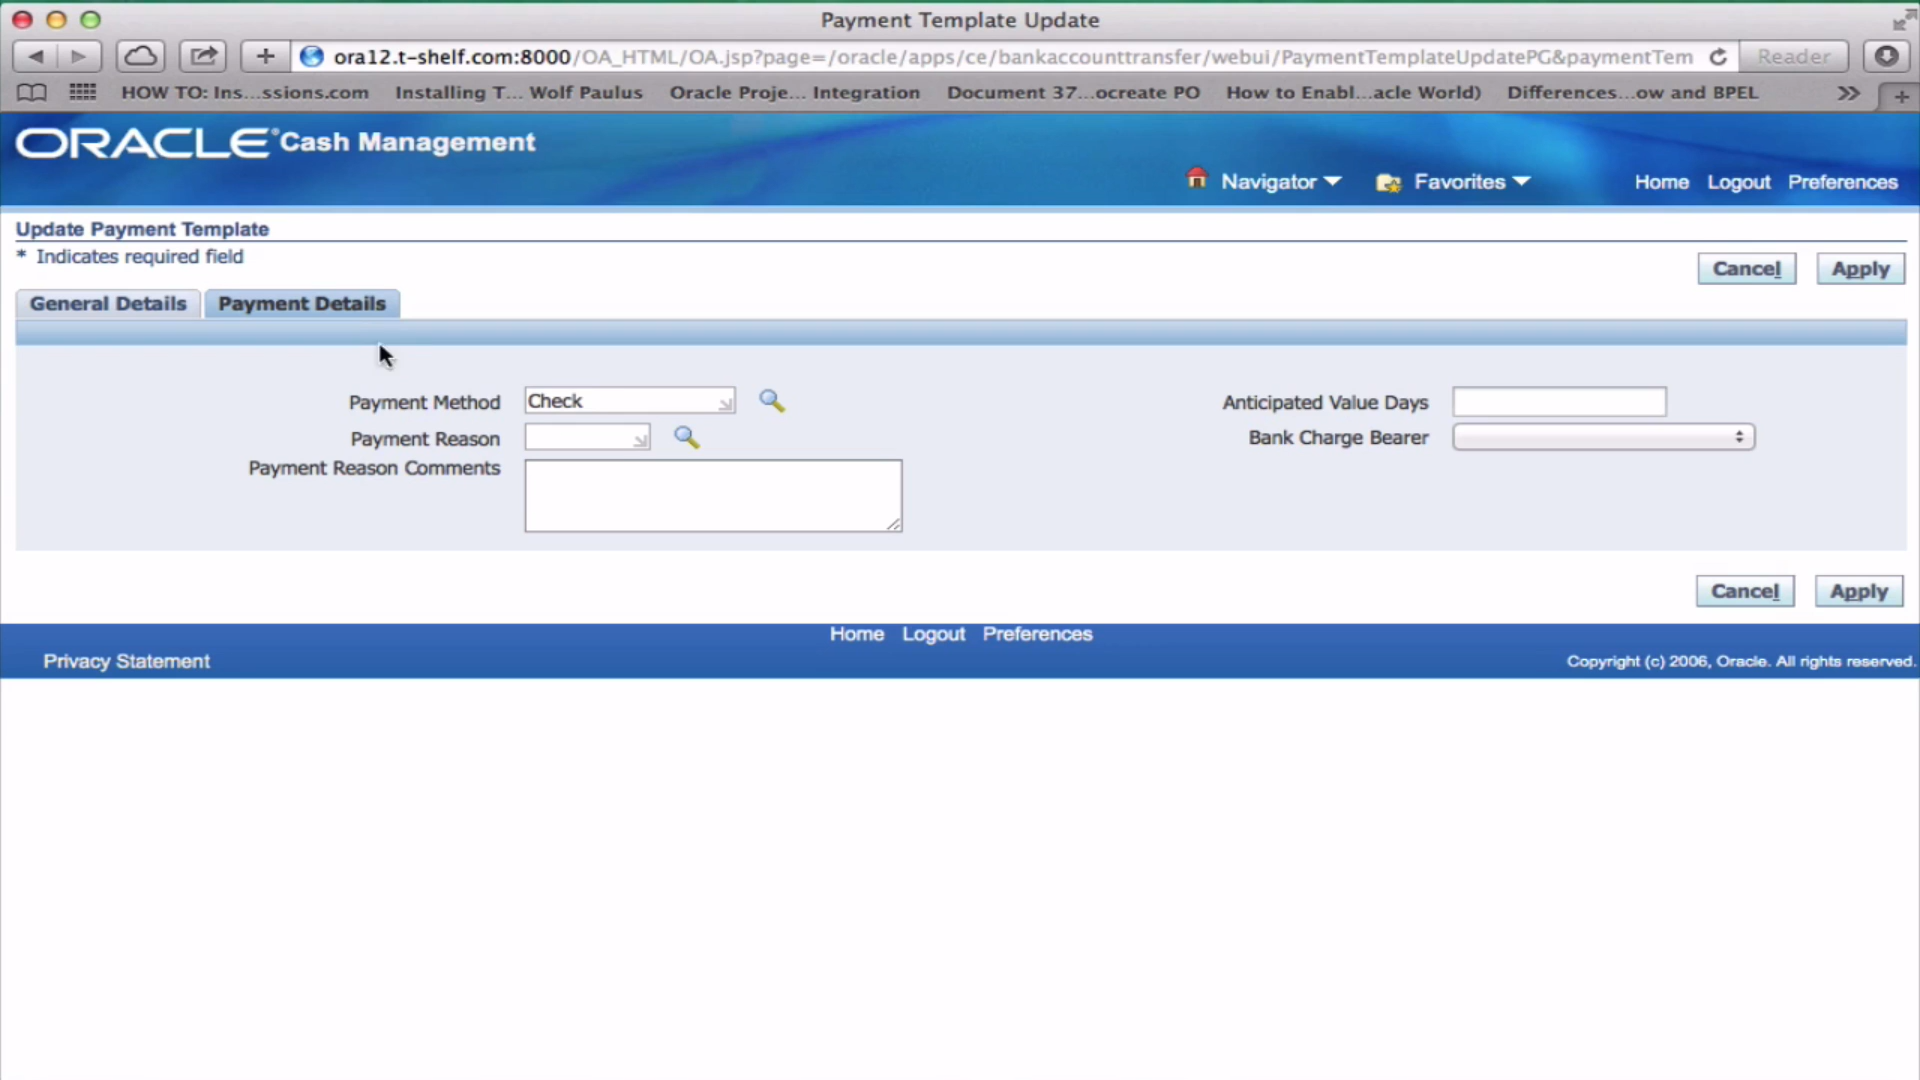 Payment Template Update
ora12.t-shelf.com:8000/OA_HTML/OA.jsp?page=/oracle/apps/ce/bankaccounttransfer/webui/PaymentTemplateUpdatePG&paymentTem
Reader
HOW TO: Ins...ssions.com Installing T... Wolf Paulus Oracle Proje... Integration Document 37...ocreate PO How to Enabl...acle World) Differences...ow and BPEL
ORACLE® Cash Management
Navigator Favorites Home Logout Preferences
Update Payment Template
* Indicates required field
Cancel Apply
General Details Payment Details
Payment Method Check Anticipated Value Days
Payment Reason Bank Charge Bearer
Payment Reason Comments
Cancel Apply
Home Logout Preferences
Privacy Statement Copyright (c) 2006, Oracle. All rights reserved.